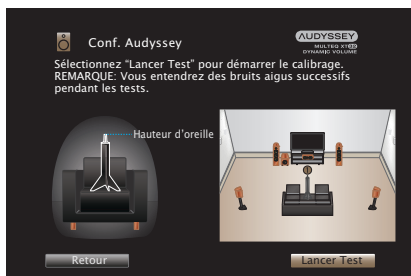 Conf. Audyssey
AUDYSSEY
MULTEQ XT32
DYNAMIC VOLUME
Sélectionnez “Lancer Test” pour démarrer le calibrage.
REMARQUE: Vous entendrez des bruits aigus successifs
pendant les tests.
Hauteur d’oreille
Retour
Lancer Test